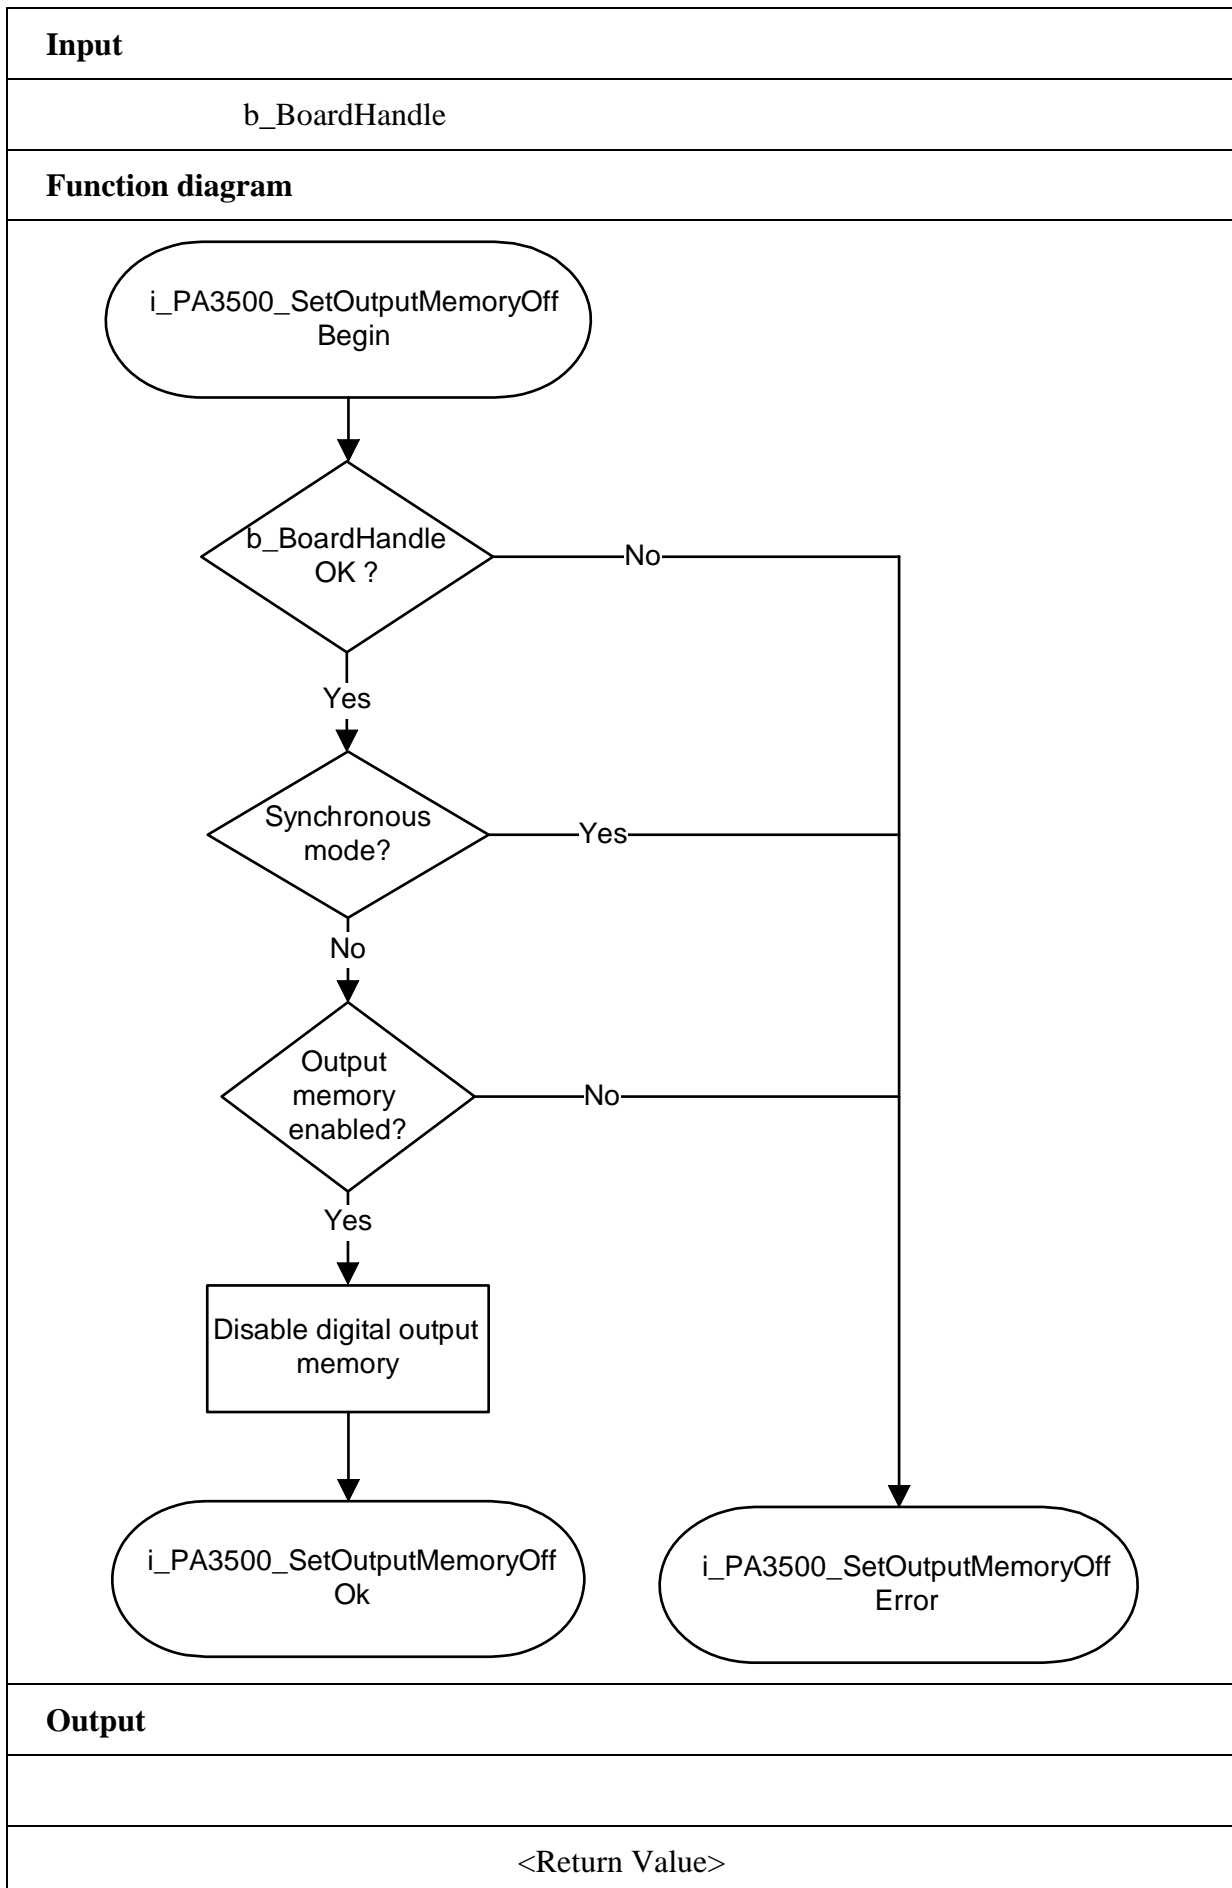 Input
b_BoardHandle
Function diagram
i_PA3500_SetOutputMemoryOff
Begin
b_BoardHandle
OK ?
No
Yes
Synchronous
mode?
Yes
No
Output
memory
enabled?
No
Yes
Disable digital output
memory
i_PA3500_SetOutputMemoryOff
Ok
i_PA3500_SetOutputMemoryOff
Error
Output
<Return Value>